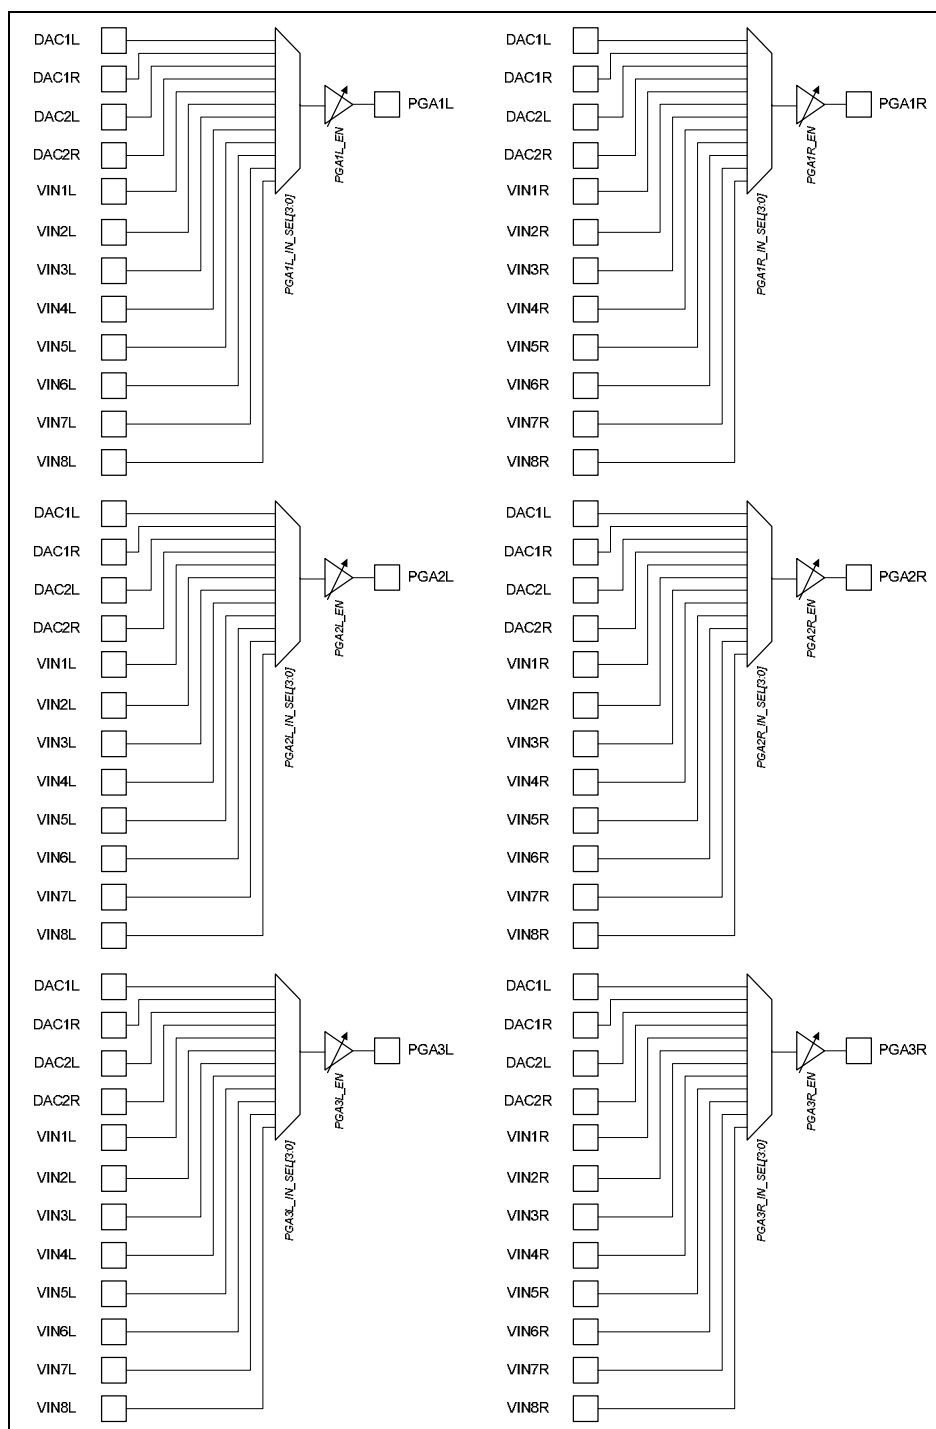 DAC1L
DAC1R
DAC2L
DAC2R
VIN1L
VIN2L
VIN3L
VIN4L
VIN5L
VIN6L
VIN7L
VIN8L
PGA1L_IN_SEL[3:0]
PGA1L_EN
PGA1L
DAC1L
DAC1R
DAC2L
DAC2R
VIN1R
VIN2R
VIN3R
VIN4R
VIN5R
VIN6R
VIN7R
VIN8R
PGA1R_IN_SEL[3:0]
PGA1R_EN
PGA1R
DAC1L
DAC1R
DAC2L
DAC2R
VIN1L
VIN2L
VIN3L
VIN4L
VIN5L
VIN6L
VIN7L
VIN8L
PGA2L_IN_SEL[3:0]
PGA2L_EN
PGA2L
DAC1L
DAC1R
DAC2L
DAC2R
VIN1R
VIN2R
VIN3R
VIN4R
VIN5R
VIN6R
VIN7R
VIN8R
PGA2R_IN_SEL[3:0]
PGA2R_EN
PGA2R
DAC1L
DAC1R
DAC2L
DAC2R
VIN1L
VIN2L
VIN3L
VIN4L
VIN5L
VIN6L
VIN7L
VIN8L
PGA3L_IN_SEL[3:0]
PGA3L_EN
PGA3L
DAC1L
DAC1R
DAC2L
DAC2R
VIN1R
VIN2R
VIN3R
VIN4R
VIN5R
VIN6R
VIN7R
VIN8R
PGA3R_IN_SEL[3:0]
PGA3R_EN
PGA3R